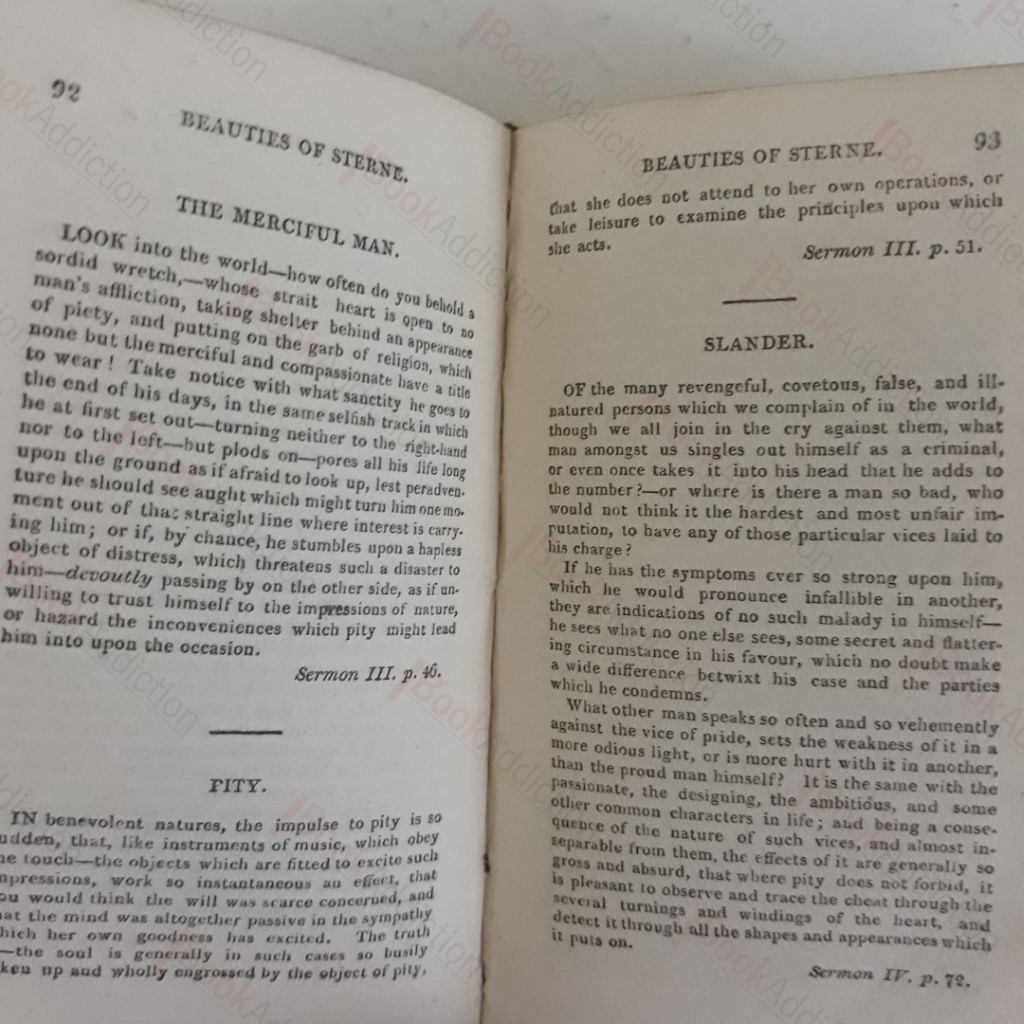 92
BEAUTIES OF STERNE.
THE MERCIFUL MAN.
LOOK into the world—how often do you behold a
sordid wretch,—whose strait heart is open to no
man's affliction, taking shelter behind an appearance
of piety, and putting on the garb of religion, which
none but the merciful and compassionate have a title
to wear! Take notice with what sanctity he goes to
the end of his days, in the same selfish track in which
he at first set out—turning neither to the right-hand
nor to the left—but plods on—pores all his life long
upon the ground as if afraid to look up, lest peradven-
ture he should see aught which might turn him one mo-
ment out of that straight line where interest is carry-
ing him; or if, by chance, he stumbles upon a hapless
object of distress, which threatens such a disaster to
him—devoutly passing by on the other side, as if un-
willing to trust himself to the impressions of nature,
or hazard the inconveniences which pity might lead
him into upon the occasion.
Sermon III. p. 46.
PITY.
IN benevolent natures, the impulse to pity is so
udden, that, like instruments of music, which obey
he touch—the objects which are fitted to excite such
mpressions, work so instantaneous an effect, that
ou would think the will was scarce concerned, and
hat the mind was altogether passive in the sympathy
hich her own goodness has excited. The truth
—the soul is generally in such cases so busily
ken up and wholly engrossed by the object of pity,
93
BEAUTIES OF STERNE.
that she does not attend to her own operations, or
take leisure to examine the principles upon which
she acts.
Sermon III. p. 51.
SLANDER.
OF the many revengeful, covetous, false, and ill-
natured persons which we complain of in the world,
though we all join in the cry against them, what
man amongst us singles out himself as a criminal,
or even once takes it into his head that he adds to
the number?—or where is there a man so bad, who
would not think it the hardest and most unfair im-
putation, to have any of those particular vices laid to
his charge?
If he has the symptoms ever so strong upon him,
which he would pronounce infallible in another,
they are indications of no such malady in himself—
he sees what no one else sees, some secret and flatter-
ing circumstance in his favour, which no doubt make
a wide difference betwixt his case and the parties
which he condemns.
What other man speaks so often and so vehemently
against the vice of pride, sets the weakness of it in a
more odious light, or is more hurt with it in another,
than the proud man himself? It is the same with the
passionate, the designing, the ambitious, and some
other common characters in life; and being a conse-
quence of the nature of such vices, and almost in-
separable from them, the effects of it are generally so
gross and absurd, that where pity does not forbid, it
is pleasant to observe and trace the cheat through the
several turnings and windings of the heart, and
detect it through all the shapes and appearances which
it puts on.
Sermon IV. p. 72.
BookAddiction